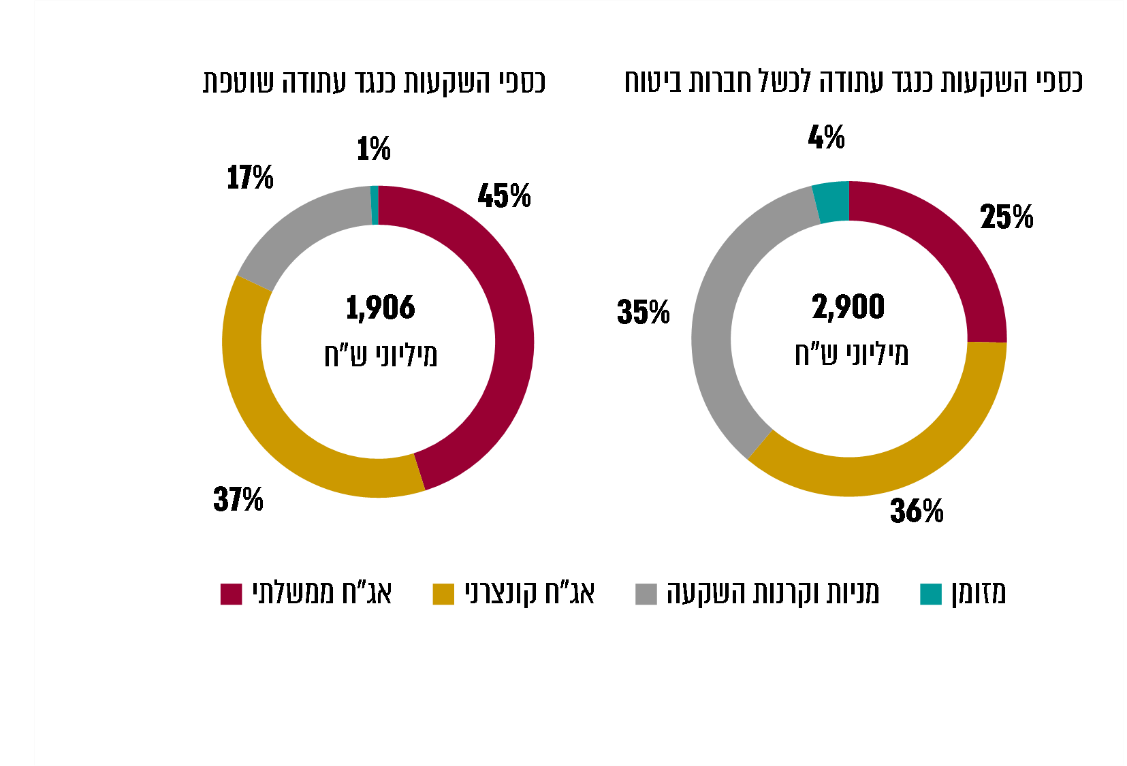 כספי השקעות כנגד עתודה לכשל חברות ביטוח
4%
25%
35%
2,900
מיליוני ש"ח
36%
כספי השקעות כנגד עתודה שוטפת
1%
17%
45%
1,906
מיליוני ש"ח
37%
אג"ח ממשלתי
אג"ח קונצרני
מניות וקרנות השקעה
מזומן